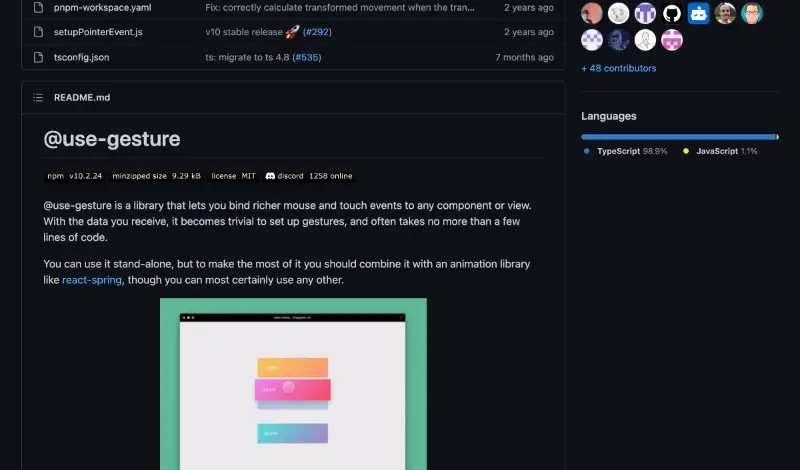 pnpm-workspace.yaml Fix: correctly calculate transformed movement when the tran... 2 years ago
setupPointerEvent.js v10 stable release 🚀 (#292) 2 years ago
tsconfig.json ts: migrate to ts 4.8 (#535) 7 months ago
README.md
@use-gesture
npm v10.2.24 minzipped size 9.29 kB license MIT discord 1258 online
@use-gesture is a library that lets you bind richer mouse and touch events to any component or view.
With the data you receive, it becomes trivial to set up gestures, and often takes no more than a few
lines of code.
You can use it stand-alone, but to make the most of it you should combine it with an animation library
like react-spring, though you can most certainly use any other.
+ 48 contributors
Languages
TypeScript 98.9% JavaScript 1.1%